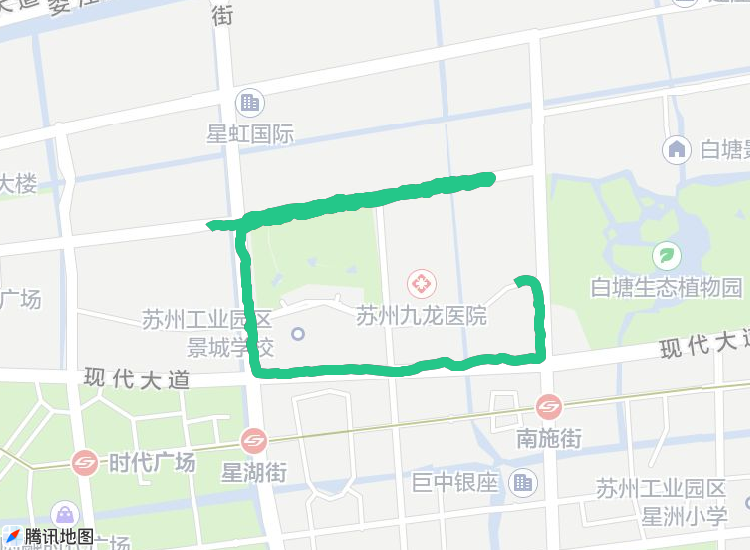 街
星虹国际
白塘景
大楼
广场
白塘生态植物园
苏州九龙医院
苏州工业园区
景城学校
现代大道
现代大道
南施街
星湖街
时代广场
巨中银座
苏州工业园区
星洲小学
腾讯地图